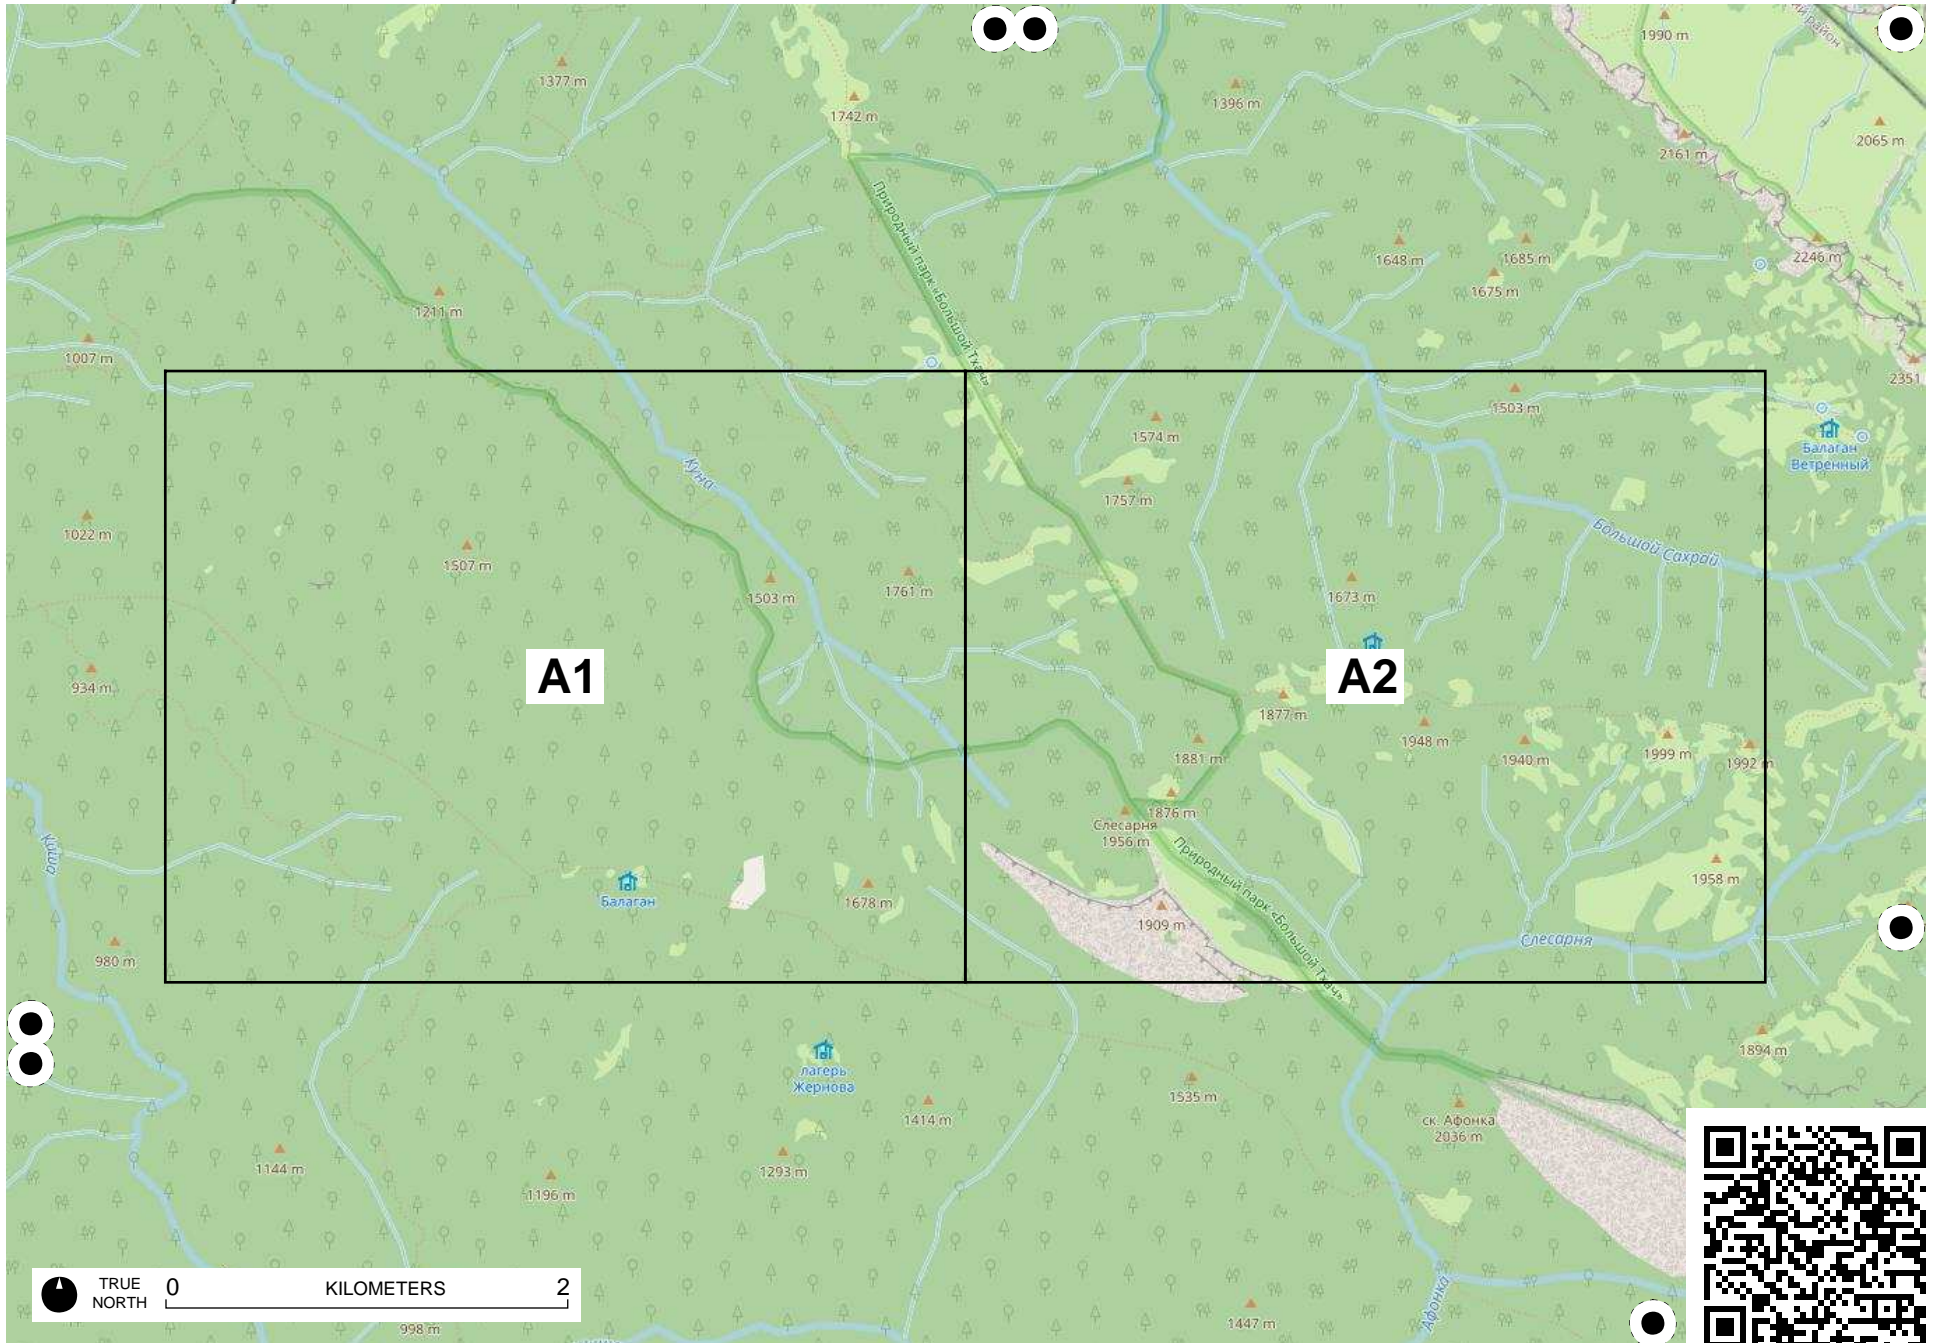 1990 m
1377 m
1396 m
1742 m
2065 m
2161 m
Природный парк «Большой Тхач»
1648 m
1685 m
2246 m
1675 m
1211 m
1007 m
2351
1503 m
1574 m
Балаган
Ветренный
Куна
1757 m
1022 m
Большой Сахрай
1507 m
1503 m
1761 m
1673 m
934 m
A1
A2
1877 m
1948 m
1881 m
1940 m
1999 m
1992 m
1876 m
Слесарня
1956 m
Природный парк «Большой Тхач»
1958 m
Балаган
1678 m
1909 m
Слесарня
980 m
1894 m
лагерь
Жернова
1535 m
1414 m
ск. Афонка
2036 m
1144 m
1293 m
1196 m
Афонка
TRUE
NORTH
0 KILOMETERS 2
998 m
1447 m